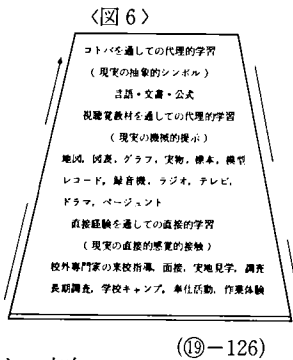 〈図6〉
コトバを通しての代理的学習
(現実の抽象的シンボル)
言語・文書・公式
視聴覚教材を通しての代理的学習
(現実の機械的提示)
地図, 図表, グラフ, 実物, 標本, 模型
レコード, 録音機, ラジオ, テレビ,
ドラマ, ページェント
直接経験を通しての直接的学習
(現実の直接的感覚的接触)
校外専門家の来校指導, 面接, 実地見学, 調査
長期調査, 学校キャンプ, 奉仕活動, 作業体験
(⑲-126)